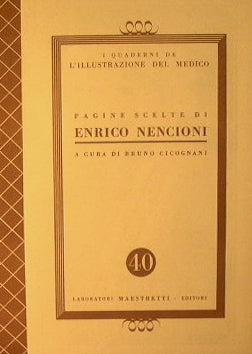 I QUADERNI DE
L'ILLUSTRAZIONE DEL MEDICO
PAGINE SCELTE DI
ENRICO NENCIONI
A CURA DI BRUNO CICOGNANI
40
LABORATORI MAESTRETTI - EDITORI